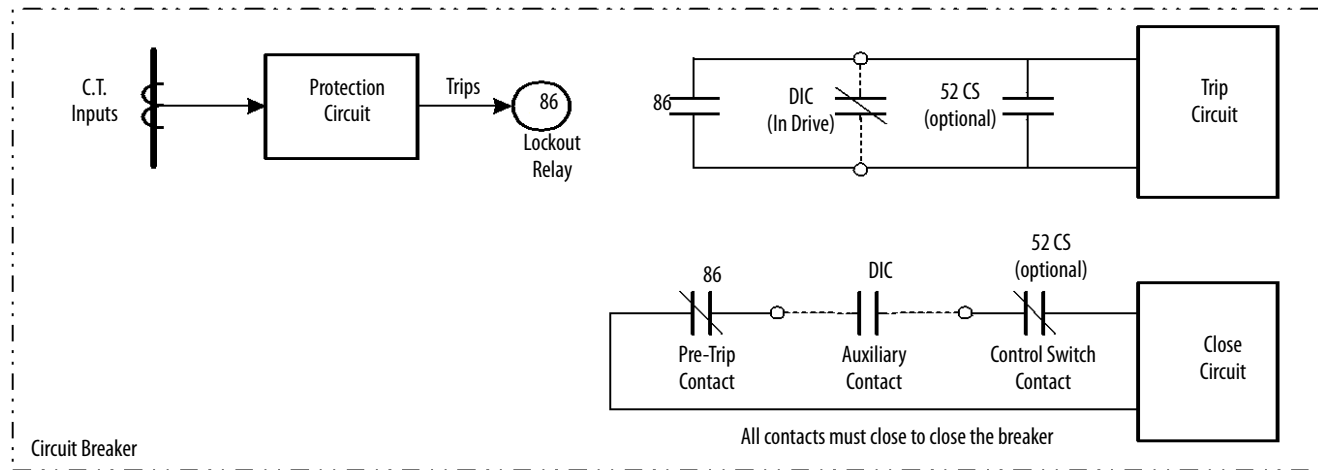 C.T.
Inputs
Protection
Circuit
Trips
86
Lockout
Relay
86
DIC
(In Drive)
52 CS
(optional)
Trip
Circuit
86
Pre-Trip
Contact
DIC
Auxiliary
Contact
52 CS
(optional)
Control Switch
Contact
Close
Circuit
All contacts must close to close the breaker
Circuit Breaker